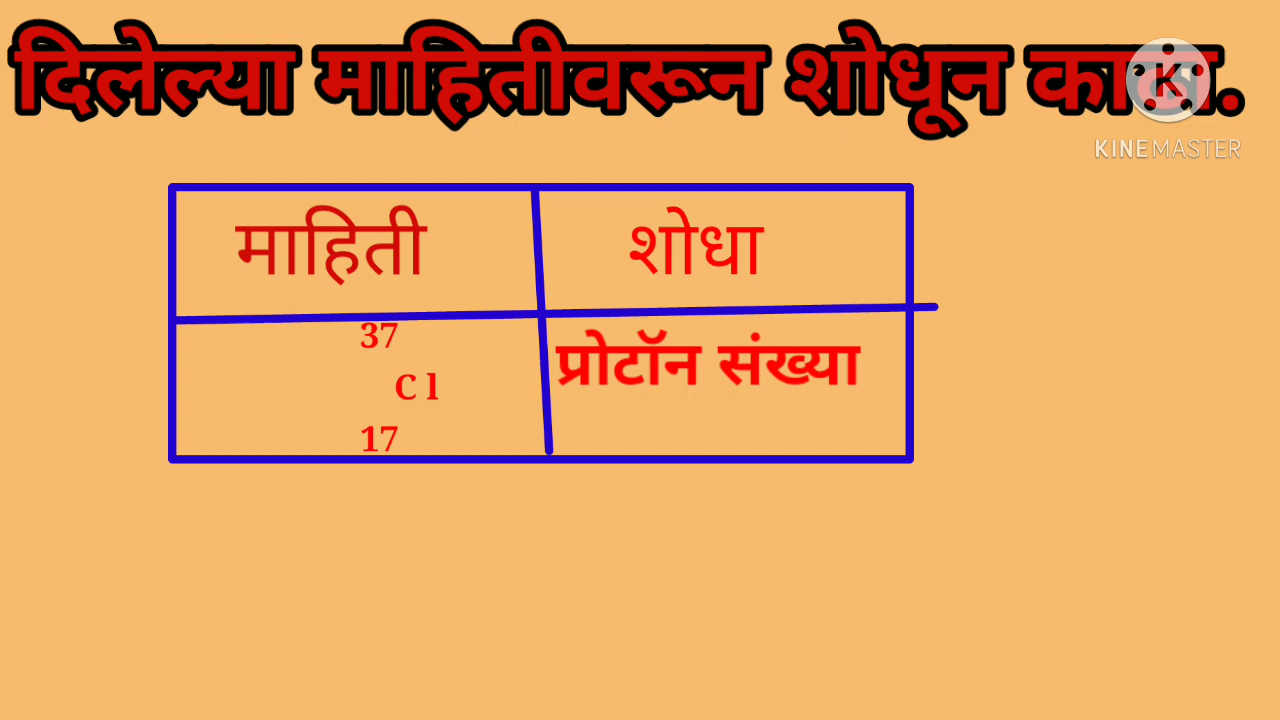 दिलेल्या माहितीवरून शोधून काढा.
K
KINEMASTER
माहिती शोधा
37
C l
17
प्रोटॉन संख्या